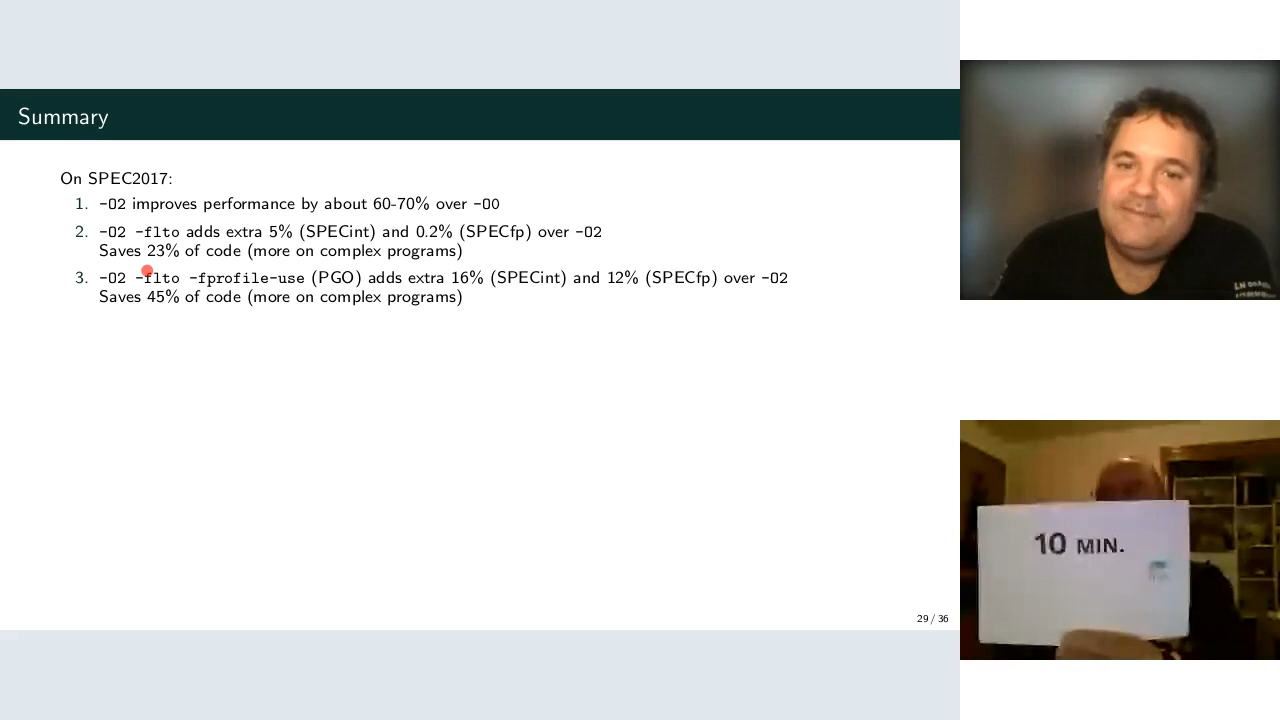 Summary
On SPEC2017:
1. -O2 improves performance by about 60-70% over -O0
2. -O2 -flto adds extra 5% (SPECint) and 0.2% (SPECfp) over -O2
Saves 23% of code (more on complex programs)
3. -O2 -flto -fprofile-use (PGO) adds extra 16% (SPECint) and 12% (SPECfp) over -O2
Saves 45% of code (more on complex programs)
29 / 36
10 MIN.